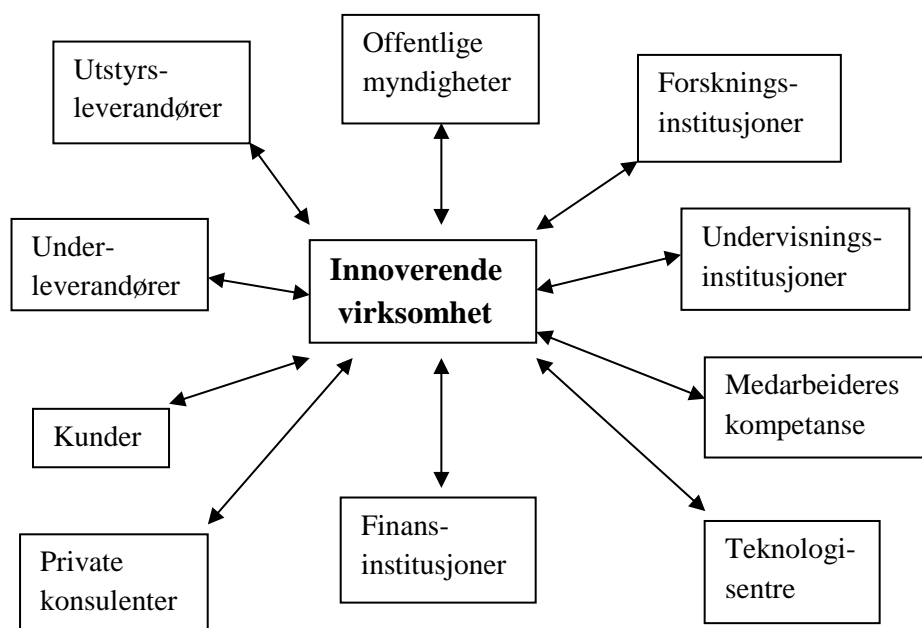 Offentlige
myndigheter
Utstyrs-
leverandører
Forsknings-
institusjoner
Under-
leverandører
Innoverende
virksomhet
Undervisnings-
institusjoner
Medarbeideres
kompetanse
Kunder
Finans-
institusjoner
Teknologi-
sentre
Private
konsulenter